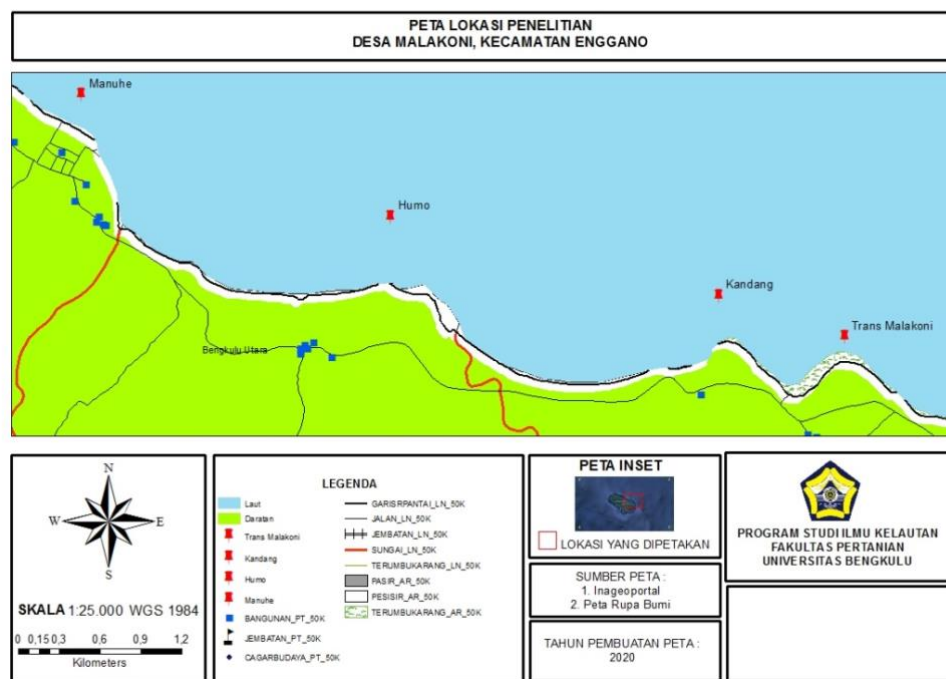 PETA LOKASI PENELITIAN
DESA MALAKONI, KECAMATAN ENGGANO
Manuhe
Humo
Kandang
Trans Malakoni
Bengkulu Utara
N
W
E
S
SKALA 1:25.000 WGS 1984
0 0,15 0,3 0,6 0,9 1,2
Kilometers
LEGENDA
Laut
Daratan
Trans Malakoni
Kandang
Humo
Manuhe
BANGUNAN_PT_50K
JEMBATAN_PT_50K
CAGARBUDAYA_PT_50K
GARISRPANTAI_LN_50K
JALAN_LN_50K
JEMBATAN_LN_50K
SUNGAI_LN_50K
TERUMBUKARANG_LN_50K
PASIR_AR_50K
PESISIR_AR_50K
TERUMBUKARANG_AR_50K
PETA INSET
LOKASI YANG DIPETAKAN
SUMBER PETA :
1. Inageoportal
2. Peta Rupa Bumi
TAHUN PEMBUATAN PETA :
2020
PROGRAM STUDI ILMU KELAUTAN
FAKULTAS PERTANIAN
UNIVERSITAS BENGKULU